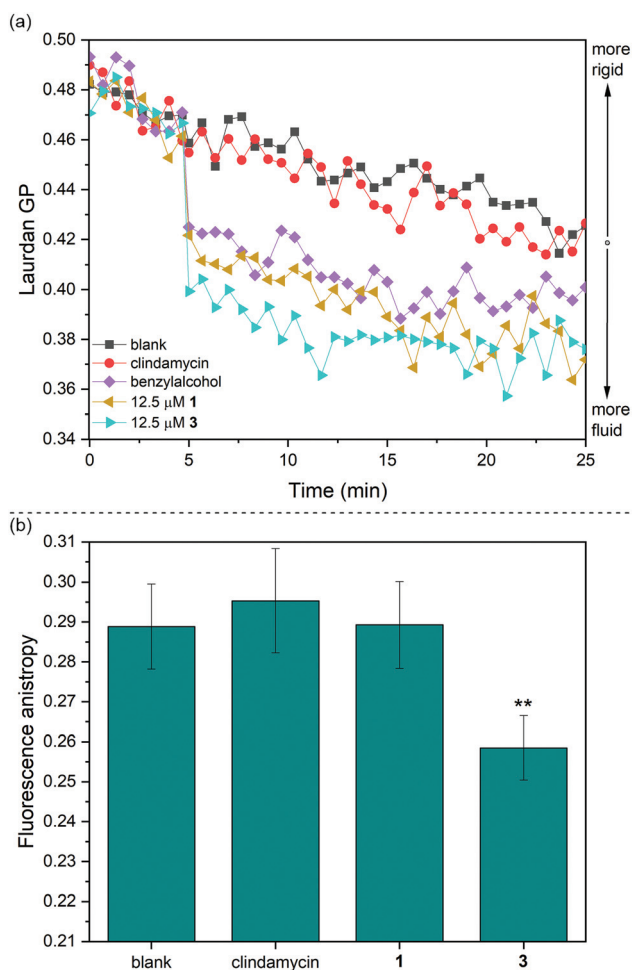 (a)
0.50
0.48
0.46
0.44
0.42
0.40
0.38
0.36
0.34
Laurdan GP
blank
clindamycin
benzylalcohol
12.5 μM 1
12.5 μM 3
0
5
10
15
20
25
Time (min)
more
rigid
more
fluid
(b)
0.31
0.30
0.29
0.28
0.27
0.26
0.25
0.24
0.23
0.22
0.21
Fluorescence anistropy
**
blank
clindamycin
1
3